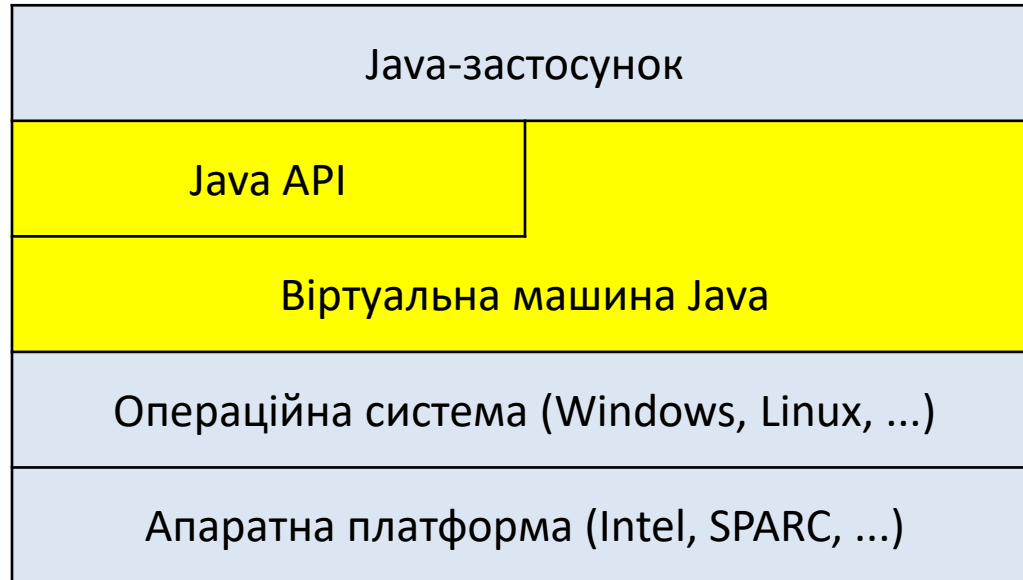 Java-застосунок
Java API
Віртуальна машина Java
Операційна система (Windows, Linux, ...)
Апаратна платформа (Intel, SPARC, ...)